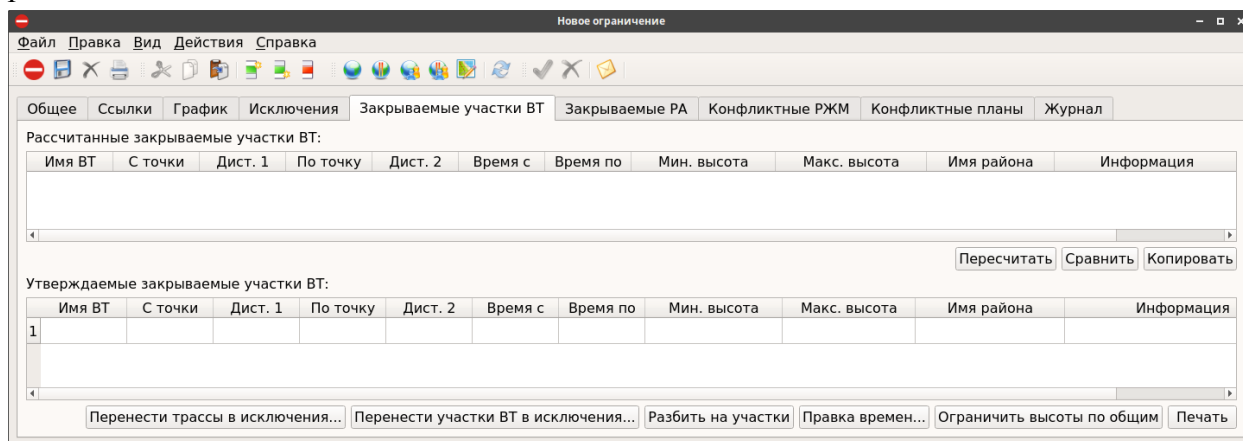 Новое ограничение
Файл Правка Вид Действия Справка
Общее Ссылки График Исключения Закрываемые участки ВТ Закрываемые РА Конфликтные РЖМ Конфликтные планы Журнал
Рассчитанные закрываемые участки ВТ:
Имя ВТ С точки Дист. 1 По точку Дист. 2 Время с Время по Мин. высота Макс. высота Имя района Информация
Пересчитать Сравнить Копировать
Утверждаемые закрываемые участки ВТ:
Имя ВТ С точки Дист. 1 По точку Дист. 2 Время с Время по Мин. высота Макс. высота Имя района Информация
1
Перенести трассы в исключения... Перенести участки ВТ в исключения... Разбить на участки Правка времен... Ограничить высоты по общим Печать